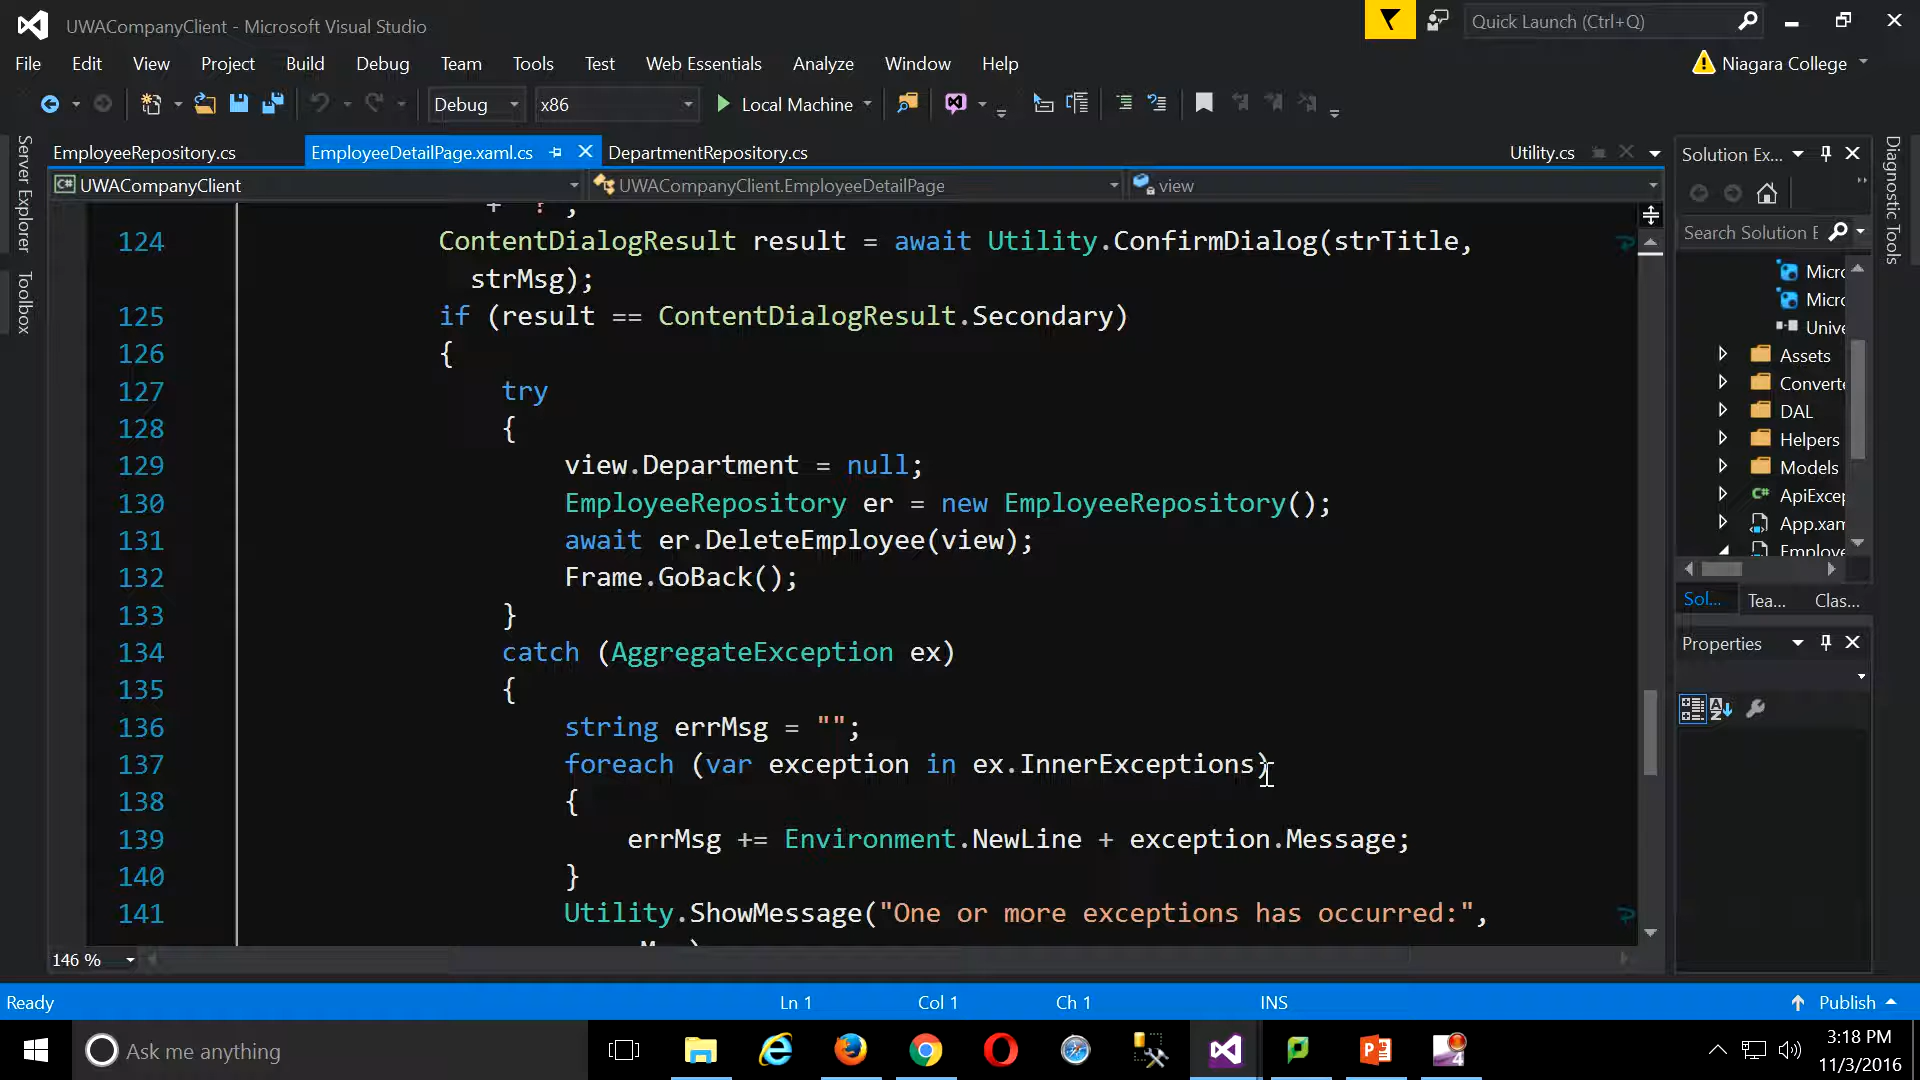 UWACompanyClient - Microsoft Visual Studio
Quick Launch (Ctrl+Q)
File Edit View Project Build Debug Team Tools Test Web Essentials Analyze Window Help
Niagara College
Debug x86 Local Machine
Server Explorer
Toolbox
EmployeeRepository.cs EmployeeDetailPage.xaml.cs DepartmentRepository.cs Utility.cs
UWACompanyClient UWACompanyClient.EmployeeDetailPage view
+ "?";
124 ContentDialogResult result = await Utility.ConfirmDialog(strTitle,
strMsg);
125 if (result == ContentDialogResult.Secondary)
126 {
127 try
128 {
129 view.Department = null;
130 EmployeeRepository er = new EmployeeRepository();
131 await er.DeleteEmployee(view);
132 Frame.GoBack();
133 }
134 catch (AggregateException ex)
135 {
136 string errMsg = "";
137 foreach (var exception in ex.InnerExceptions)
138 {
139 errMsg += Environment.NewLine + exception.Message;
140 }
141 Utility.ShowMessage("One or more exceptions has occurred:",
146 %
Solution Ex...
Search Solution E
Micro
Micro
Unive
Assets
Converte
DAL
Helpers
Models
ApiExcep
App.xam
Employe
Sol... Tea... Clas...
Properties
Diagnostic Tools
Ready Ln 1 Col 1 Ch 1 INS Publish
Ask me anything
3:18 PM
11/3/2016